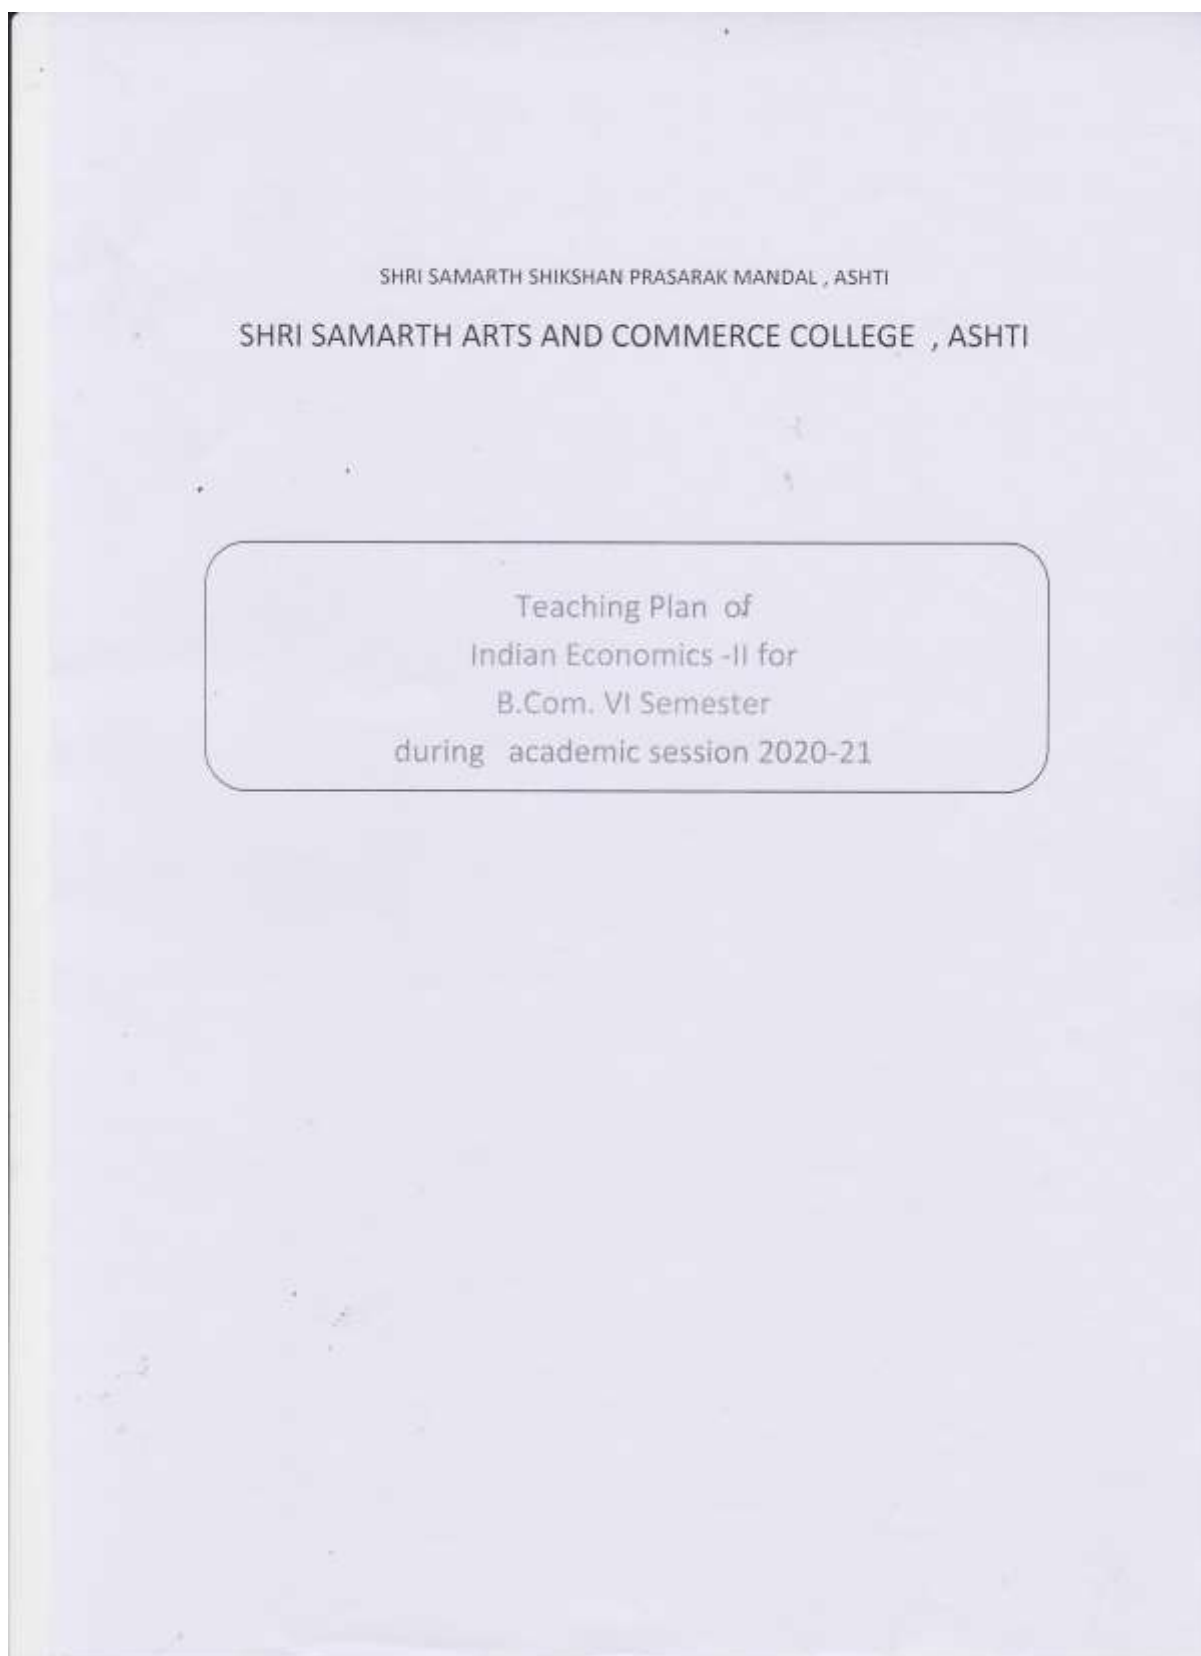 SHRI SAMARTH SHIKSHAN PRASARAK MANDAL , ASHTI
SHRI SAMARTH ARTS AND COMMERCE COLLEGE , ASHTI
Teaching Plan of
Indian Economics -II for
B.Com. VI Semester
during academic session 2020-21